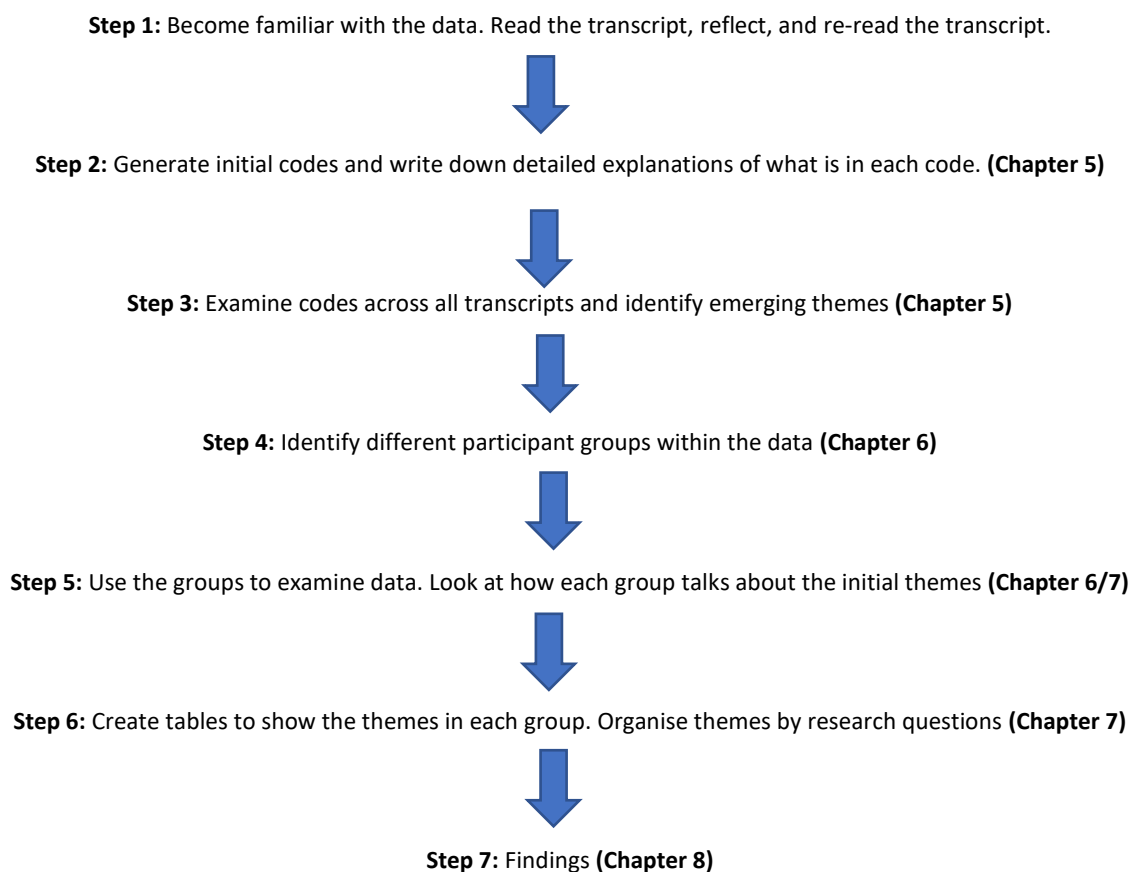 Step 1: Become familiar with the data. Read the transcript, reflect, and re-read the transcript.
Step 2: Generate initial codes and write down detailed explanations of what is in each code. (Chapter 5)
Step 3: Examine codes across all transcripts and identify emerging themes (Chapter 5)
Step 4: Identify different participant groups within the data (Chapter 6)
Step 5: Use the groups to examine data. Look at how each group talks about the initial themes (Chapter 6/7)
Step 6: Create tables to show the themes in each group. Organise themes by research questions (Chapter 7)
Step 7: Findings (Chapter 8)